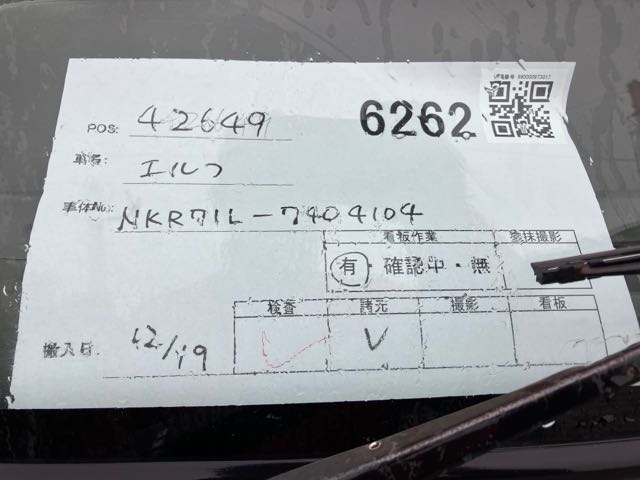 POS: 42649
6262
車名: エルフ
車体No: NKR71L-7404104
看板作業 塗抹撮影
有・確認中・無
検査 諸元 撮影 看板
搬入日 12/19 V